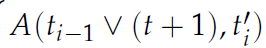 A(t_{i−1} ∨ (t + 1), t'_i)